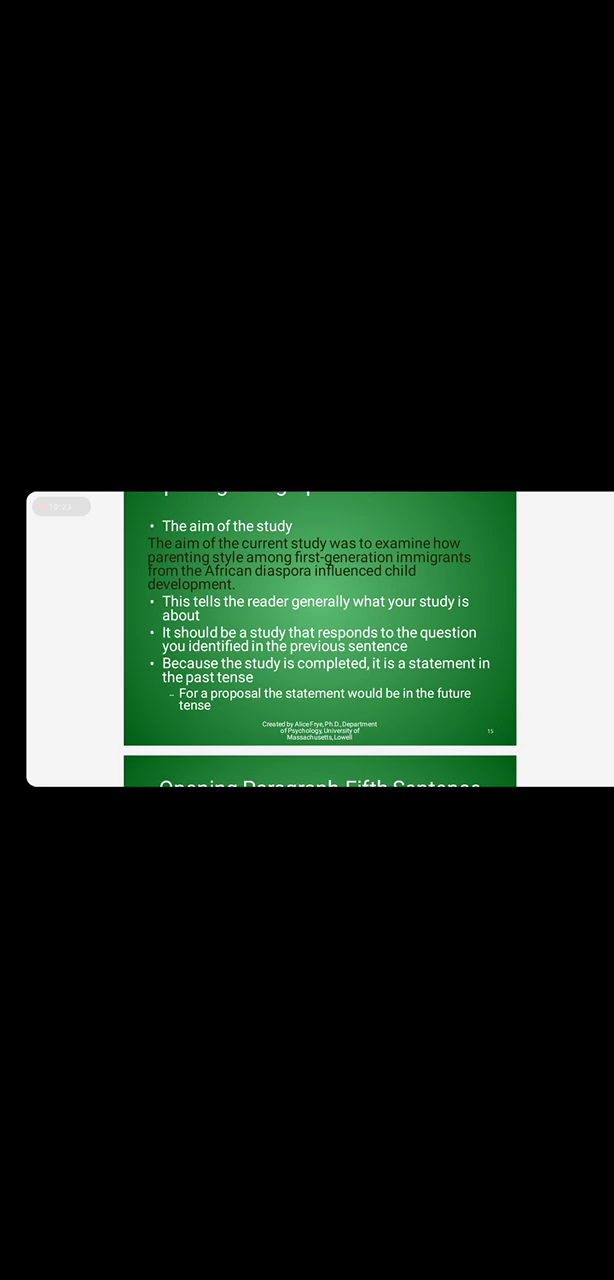 • The aim of the study
The aim of the current study was to examine how
parenting style among first-generation immigrants
from the African diaspora influenced child
development.
• This tells the reader generally what your study is
about
• It should be a study that responds to the question
you identified in the previous sentence
• Because the study is completed, it is a statement in
the past tense
– For a proposal the statement would be in the future
tense
Created by Alice Frye, Ph.D., Department
of Psychology, University of
Massachusetts, Lowell
15
Opening Paragraph Fifth Sentence